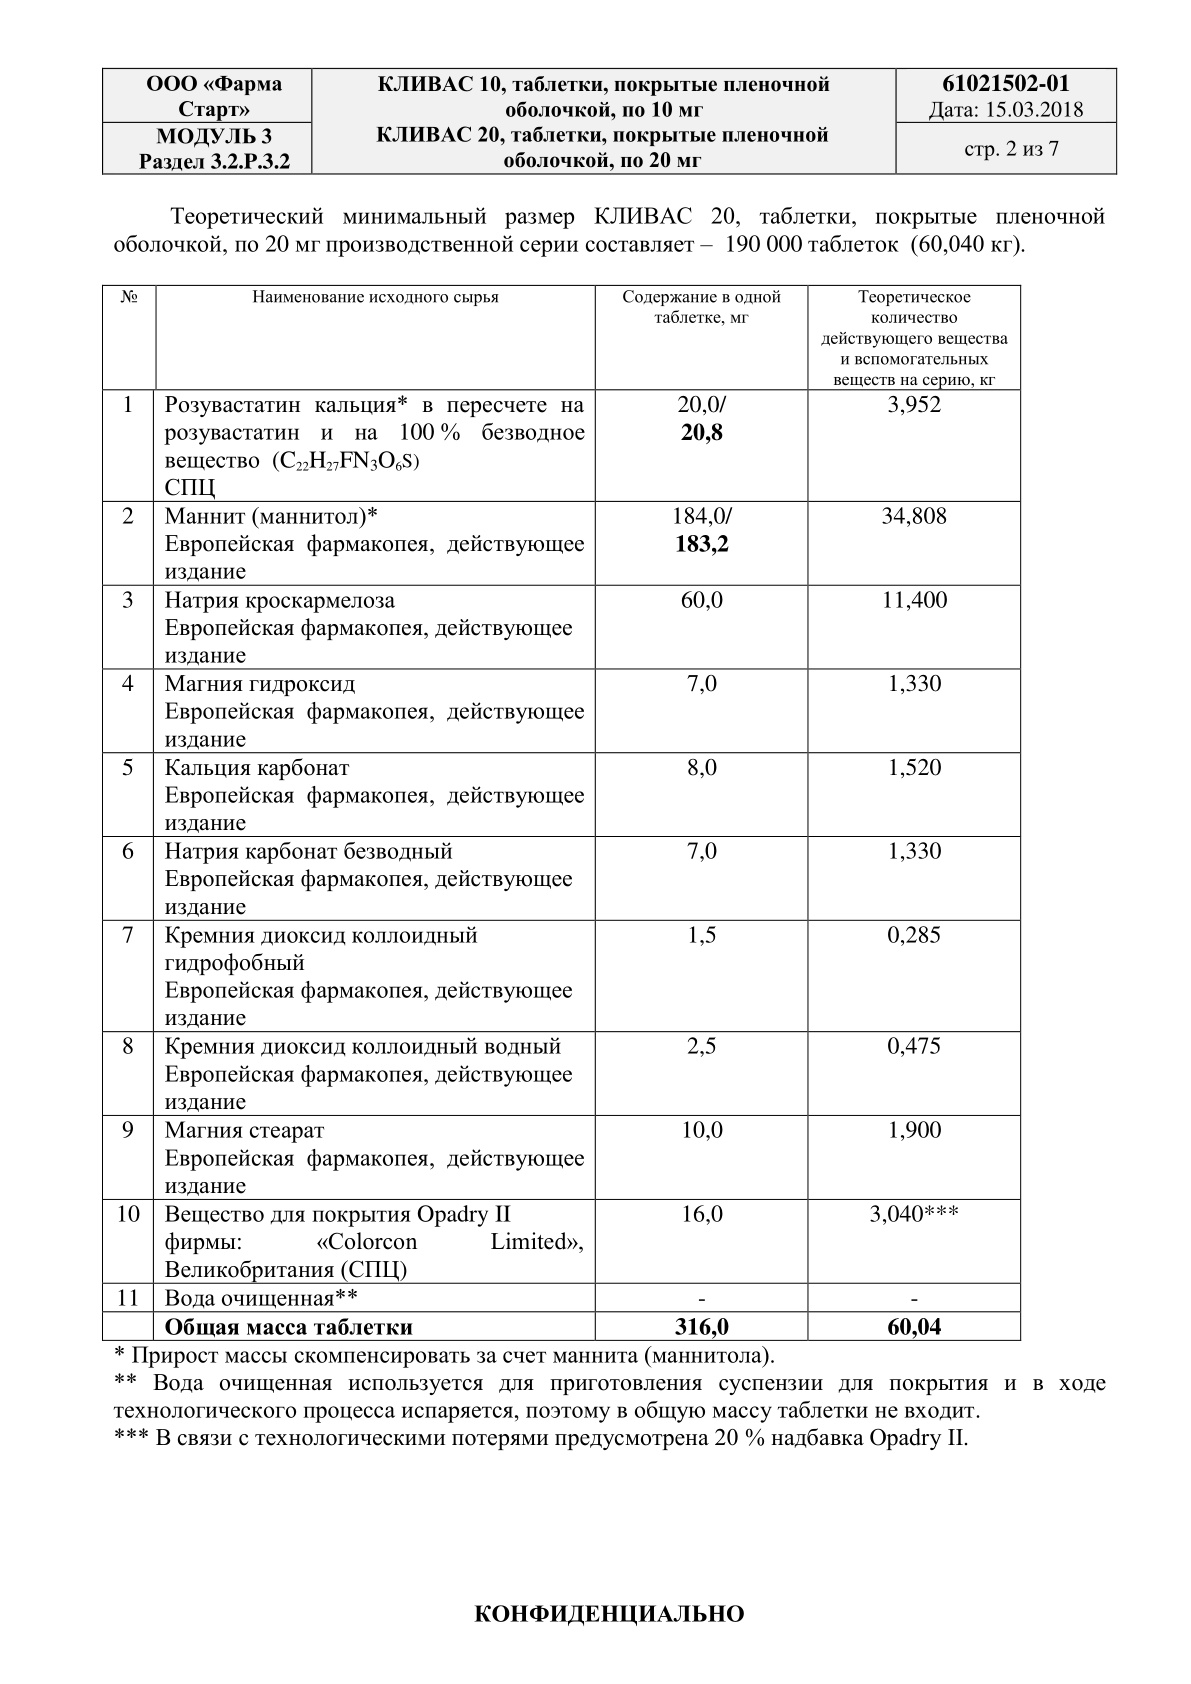 ООО «Фарма
Старт»
МОДУЛЬ 3
Раздел 3.2.Р.3.2
КЛИВАС 10, таблетки, покрытые пленочной
оболочкой, по 10 мг
КЛИВАС 20, таблетки, покрытые пленочной
оболочкой, по 20 мг
61021502-01
Дата: 15.03.2018
стр. 2 из 7
Теоретический минимальный размер КЛИВАС 20, таблетки, покрытые пленочной
оболочкой, по 20 мг производственной серии составляет – 190 000 таблеток (60,040 кг).
№ Наименование исходного сырья Содержание в одной
таблетке, мг
Теоретическое
количество
действующего вещества
и вспомогательных
веществ на серию, кг
1 Розувастатин кальция* в пересчете на 20,0/ 3,952
розувастатин и на 100 % безводное 20,8
вещество (C₂₂H₂₇FN₃O₆S)
СПЦ
2 Маннит (маннитол)* 184,0/ 34,808
Европейская фармакопея, действующее 183,2
издание
3 Натрия кроскармелоза 60,0 11,400
Европейская фармакопея, действующее
издание
4 Магния гидроксид 7,0 1,330
Европейская фармакопея, действующее
издание
5 Кальция карбонат 8,0 1,520
Европейская фармакопея, действующее
издание
6 Натрия карбонат безводный 7,0 1,330
Европейская фармакопея, действующее
издание
7 Кремния диоксид коллоидный 1,5 0,285
гидрофобный
Европейская фармакопея, действующее
издание
8 Кремния диоксид коллоидный водный 2,5 0,475
Европейская фармакопея, действующее
издание
9 Магния стеарат 10,0 1,900
Европейская фармакопея, действующее
издание
10 Вещество для покрытия Opadry II 16,0 3,040***
фирмы: «Colorcon Limited»,
Великобритания (СПЦ)
11 Вода очищенная** - -
Общая масса таблетки 316,0 60,04
* Прирост массы скомпенсировать за счет маннита (маннитола).
** Вода очищенная используется для приготовления суспензии для покрытия и в ходе
технологического процесса испаряется, поэтому в общую массу таблетки не входит.
*** В связи с технологическими потерями предусмотрена 20 % надбавка Opadry II.
КОНФИДЕНЦИАЛЬНО